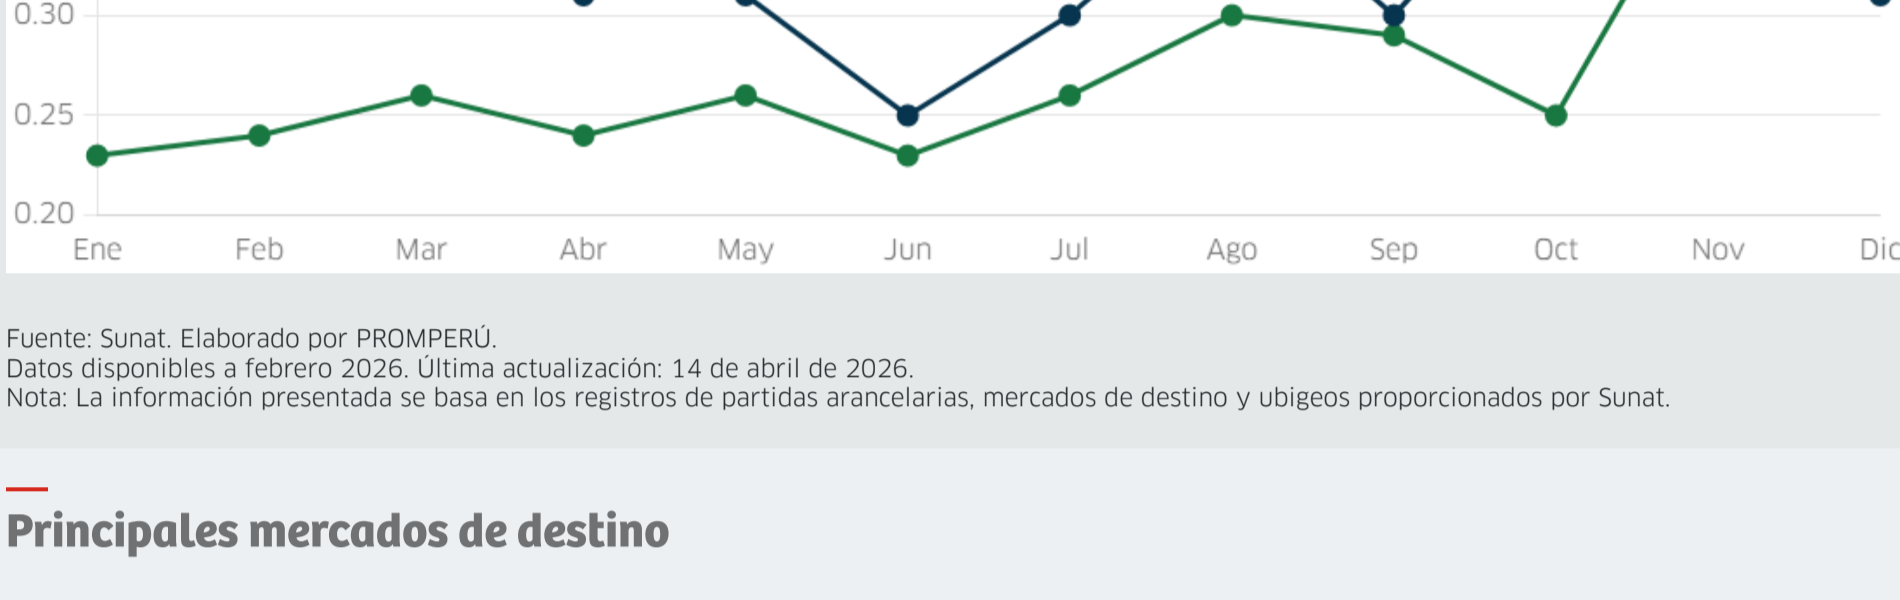 0.30
0.25
0.20
Ene Feb Mar Abr May Jun Jul Ago Sep Oct Nov Dic
Fuente: Sunat. Elaborado por PROMPERÚ.
Datos disponibles a febrero 2026. Última actualización: 14 de abril de 2026.
Nota: La información presentada se basa en los registros de partidas arancelarias, mercados de destino y ubigeos proporcionados por Sunat.
Principales mercados de destino